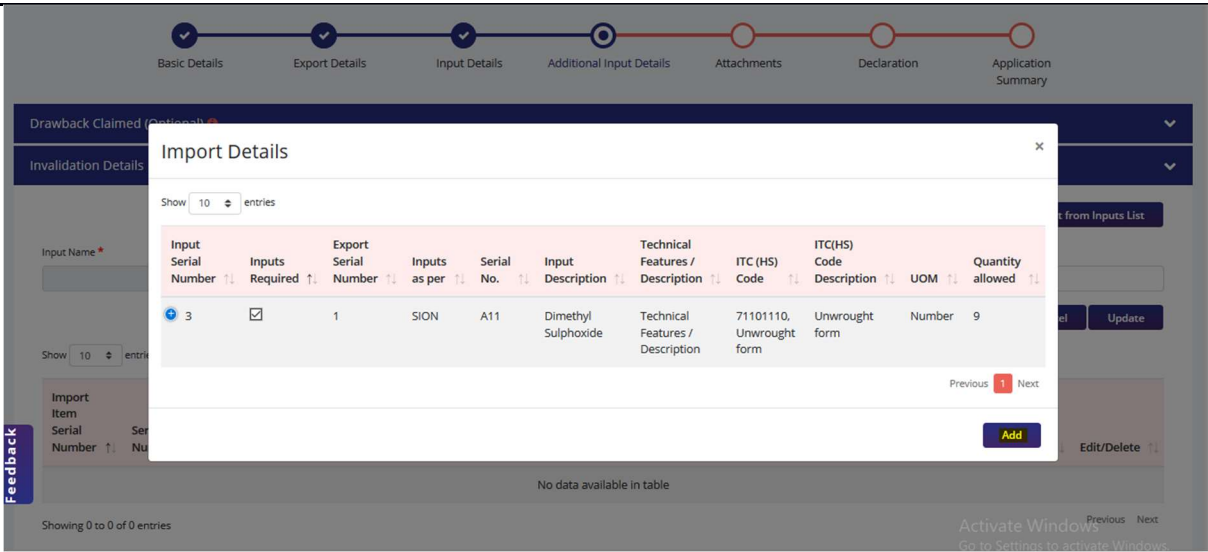 Basic Details Export Details Input Details Additional Input Details Attachments Declaration Application
Summary
Drawback Claimed (Optional)
Invalidation Details
Import Details ×
Show 10 entries
from Inputs List
Input Name *
Input Serial Number Inputs Required Export Serial Number Inputs as per Serial No. Input Description Technical Features / Description ITC (HS) Code ITC(HS) Code Description UOM Quantity allowed
3 1 SION A11 Dimethyl Sulphoxide Technical Features / Description 71101110, Unwrought form Unwrought form Number 9
Update
Show 10
Previous 1 Next
Import
Item
Serial
Number
Add
Edit/Delete
Feedback
No data available in table
Showing 0 to 0 of 0 entries
Previous Next
Activate Windows
Go to Settings to activate Windows.